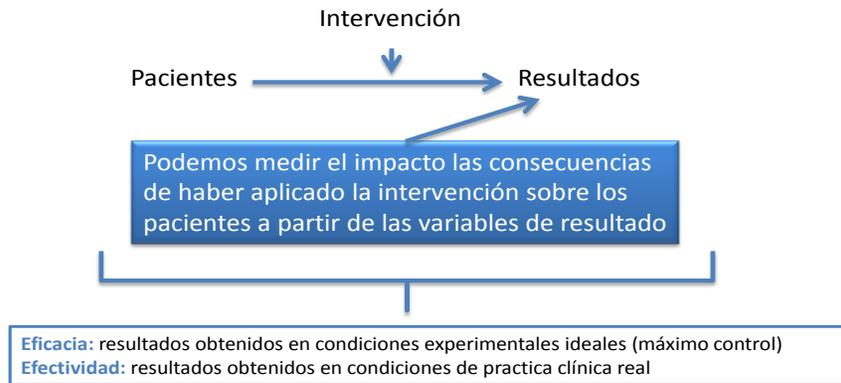 Intervención
Pacientes Resultados
Podemos medir el impacto las consecuencias
de haber aplicado la intervención sobre los
pacientes a partir de las variables de resultado
Eficacia: resultados obtenidos en condiciones experimentales ideales (máximo control)
Efectividad: resultados obtenidos en condiciones de practica clínica real